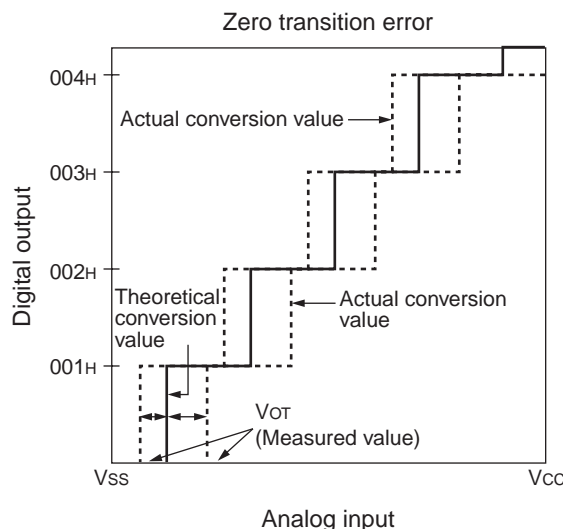 Zero transition error
004H
Actual conversion value
003H
Digital output
002H
Theoretical
conversion
value
Actual conversion
value
001H
VOT
(Measured value)
VSS
VCC
Analog input